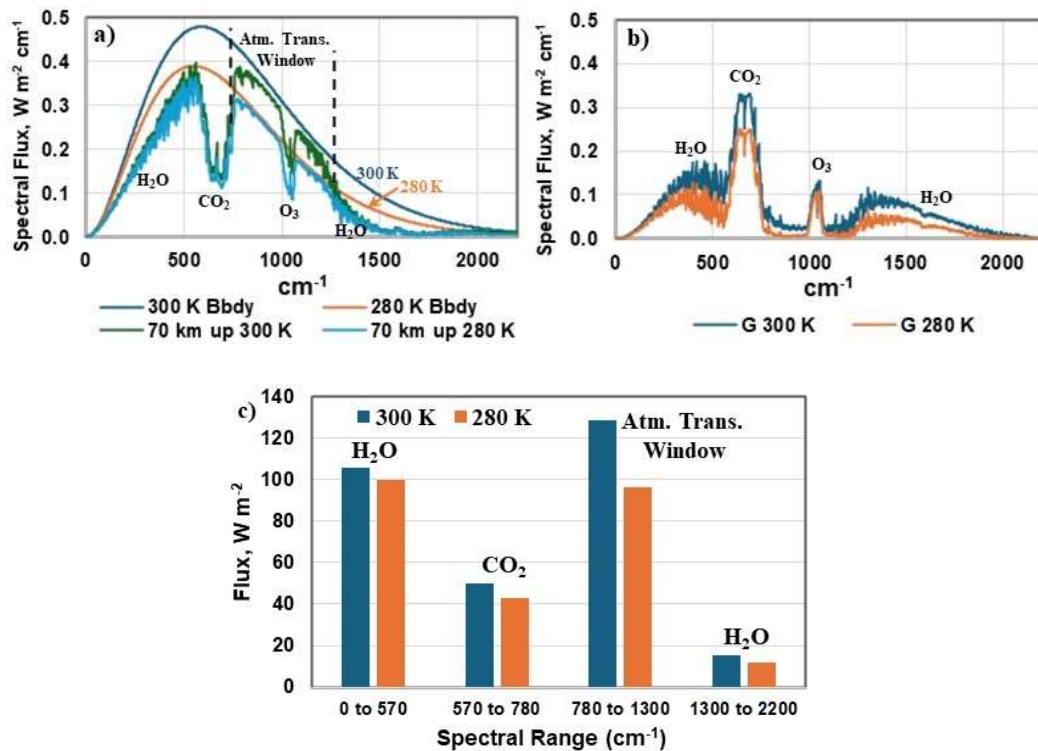 a)
Atm. Trans.
Window
Spectral Flux, W m⁻² cm⁻¹
0.5
0.4
0.3
0.2
0.1
0.0
H₂O
CO₂
O₃
300 K
280 K
H₂O
0
500
1000
1500
2000
cm⁻¹
300 K Bbdy
280 K Bbdy
70 km up 300 K
70 km up 280 K
b)
Spectral Flux, W m⁻² cm⁻¹
0.5
0.4
0.3
0.2
0.1
0.0
H₂O
CO₂
O₃
H₂O
0
500
1000
1500
2000
cm⁻¹
G 300 K
G 280 K
c)
300 K
280 K
Flux, W m⁻²
140
120
100
80
60
40
20
0
H₂O
CO₂
Atm. Trans.
Window
H₂O
0 to 570
570 to 780
780 to 1300
1300 to 2200
Spectral Range (cm⁻¹)